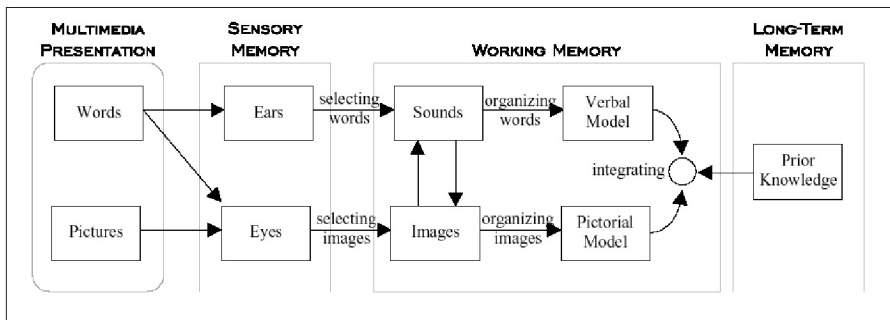 MULTIMEDIA
PRESENTATION
SENSORY
MEMORY
WORKING MEMORY
LONG-TERM
MEMORY
Words
Ears
selecting
words
Sounds
organizing
words
Verbal
Model
integrating
Prior
Knowledge
Pictures
Eyes
selecting
images
Images
organizing
images
Pictorial
Model